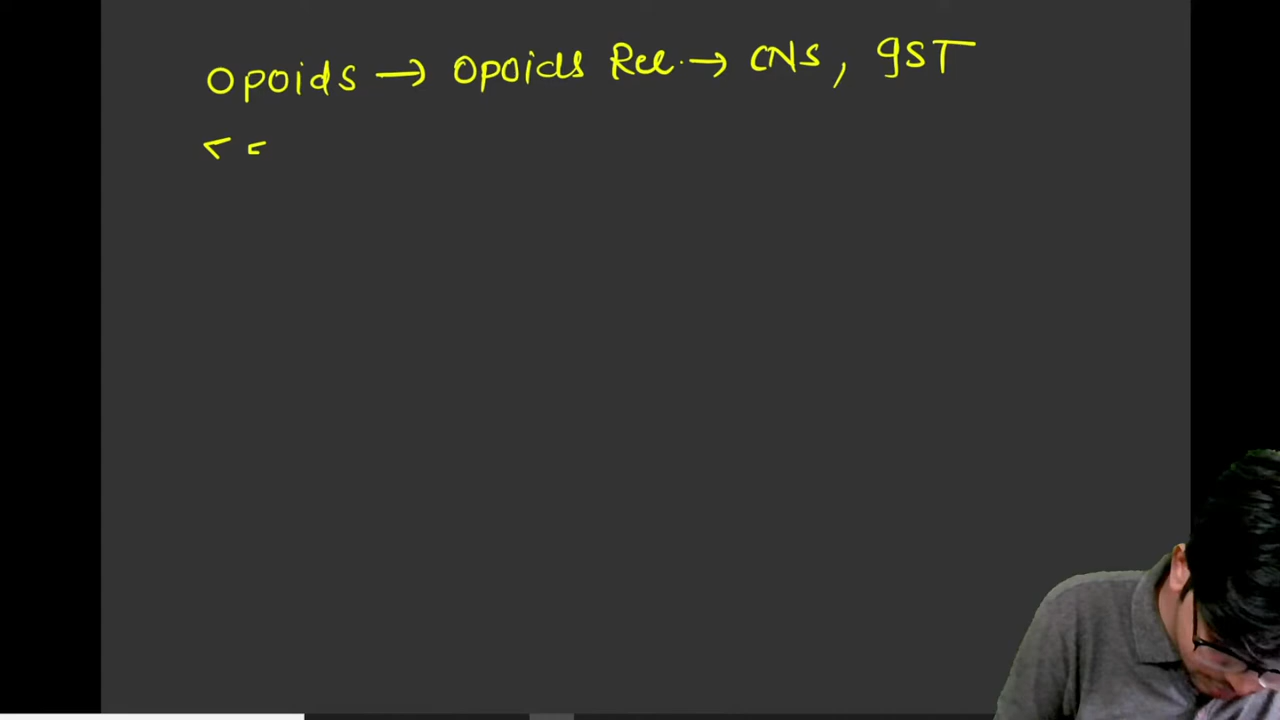 Opoids → Opoids Rec. → CNS, GIT